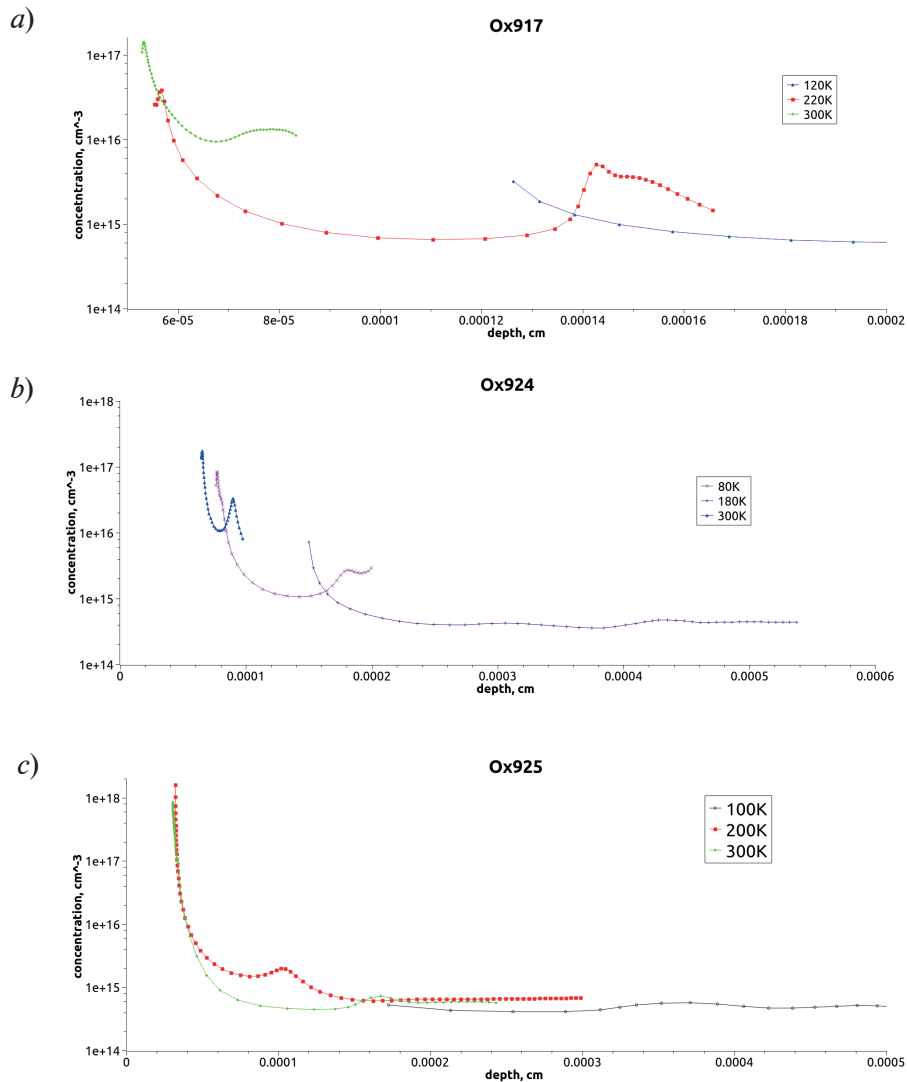 a)
Ox917
concetntration, cm^-3
1e+17
1e+16
1e+15
1e+14
120K
220K
300K
6e-05 8e-05 0.0001 0.00012 0.00014 0.00016 0.00018 0.0002
depth, cm
b)
Ox924
concentration, cm^-3
1e+18
1e+17
1e+16
1e+15
1e+14
80K
180K
300K
0 0.0001 0.0002 0.0003 0.0004 0.0005 0.0006
depth, cm
c)
Ox925
concentration, cm^-3
1e+18
1e+17
1e+16
1e+15
1e+14
100K
200K
300K
0 0.0001 0.0002 0.0003 0.0004 0.0005
depth, cm